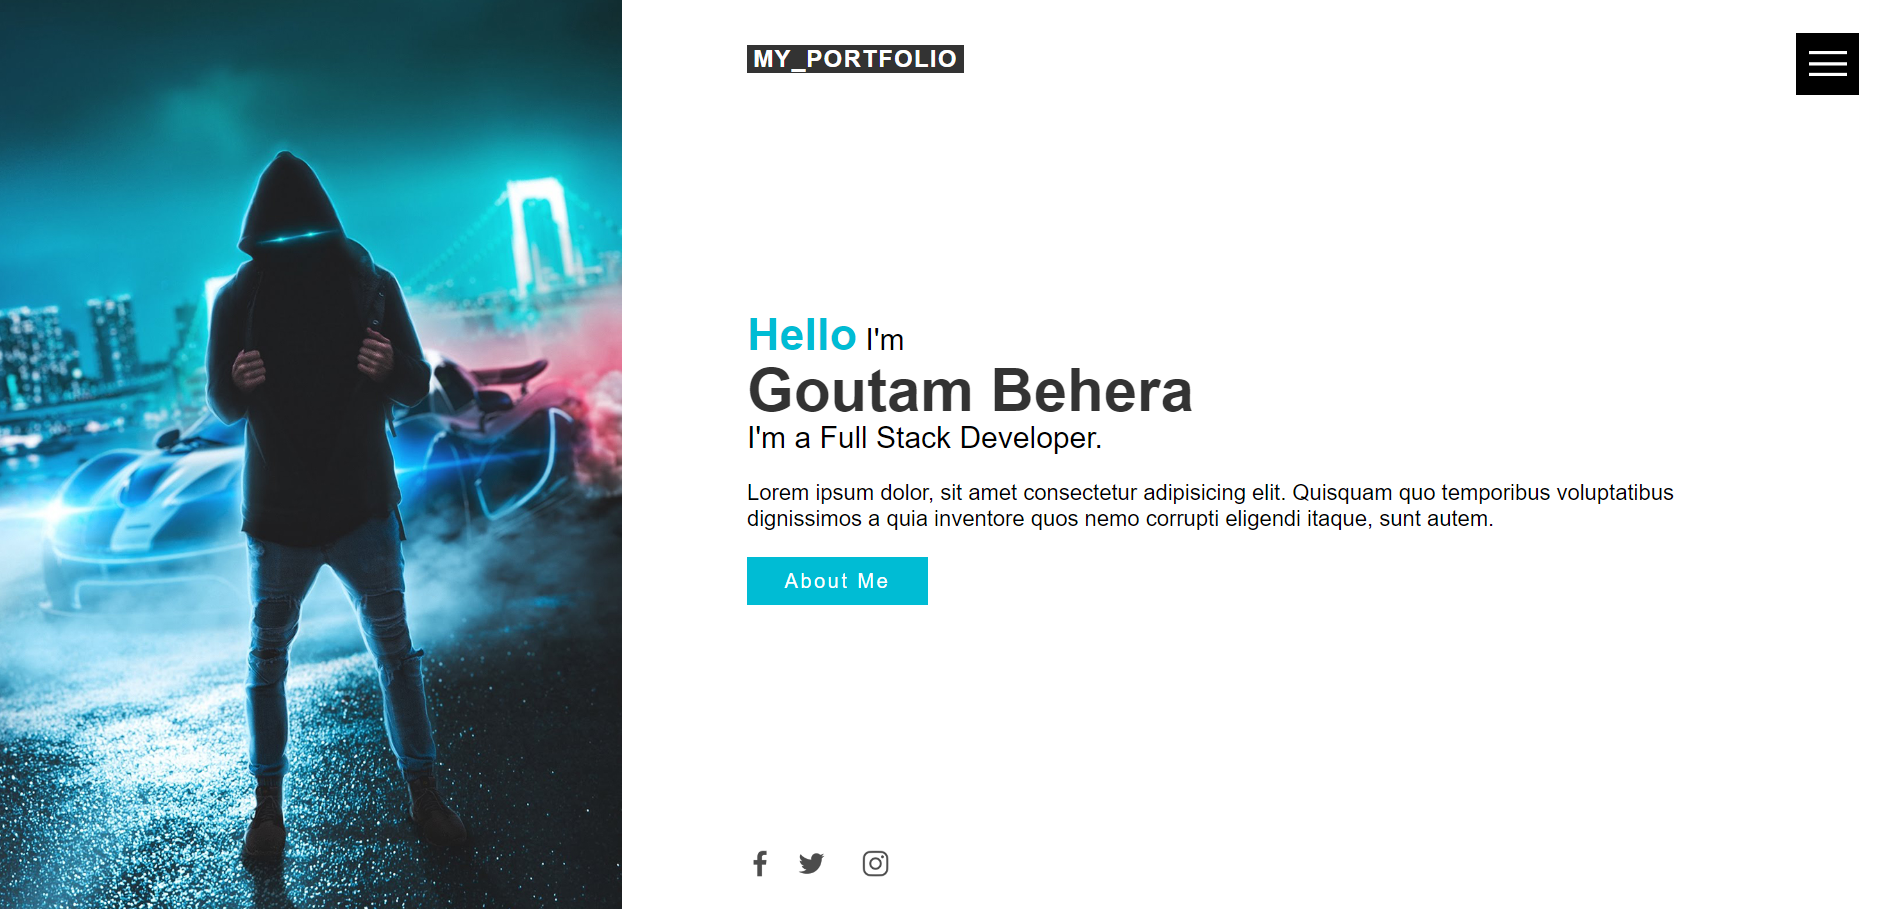 MY_PORTFOLIO
Hello I'm
Goutam Behera
I'm a Full Stack Developer.
Lorem ipsum dolor, sit amet consectetur adipisicing elit. Quisquam quo temporibus voluptatibus
dignissimos a quia inventore quos nemo corrupti eligendi itaque, sunt autem.
About Me